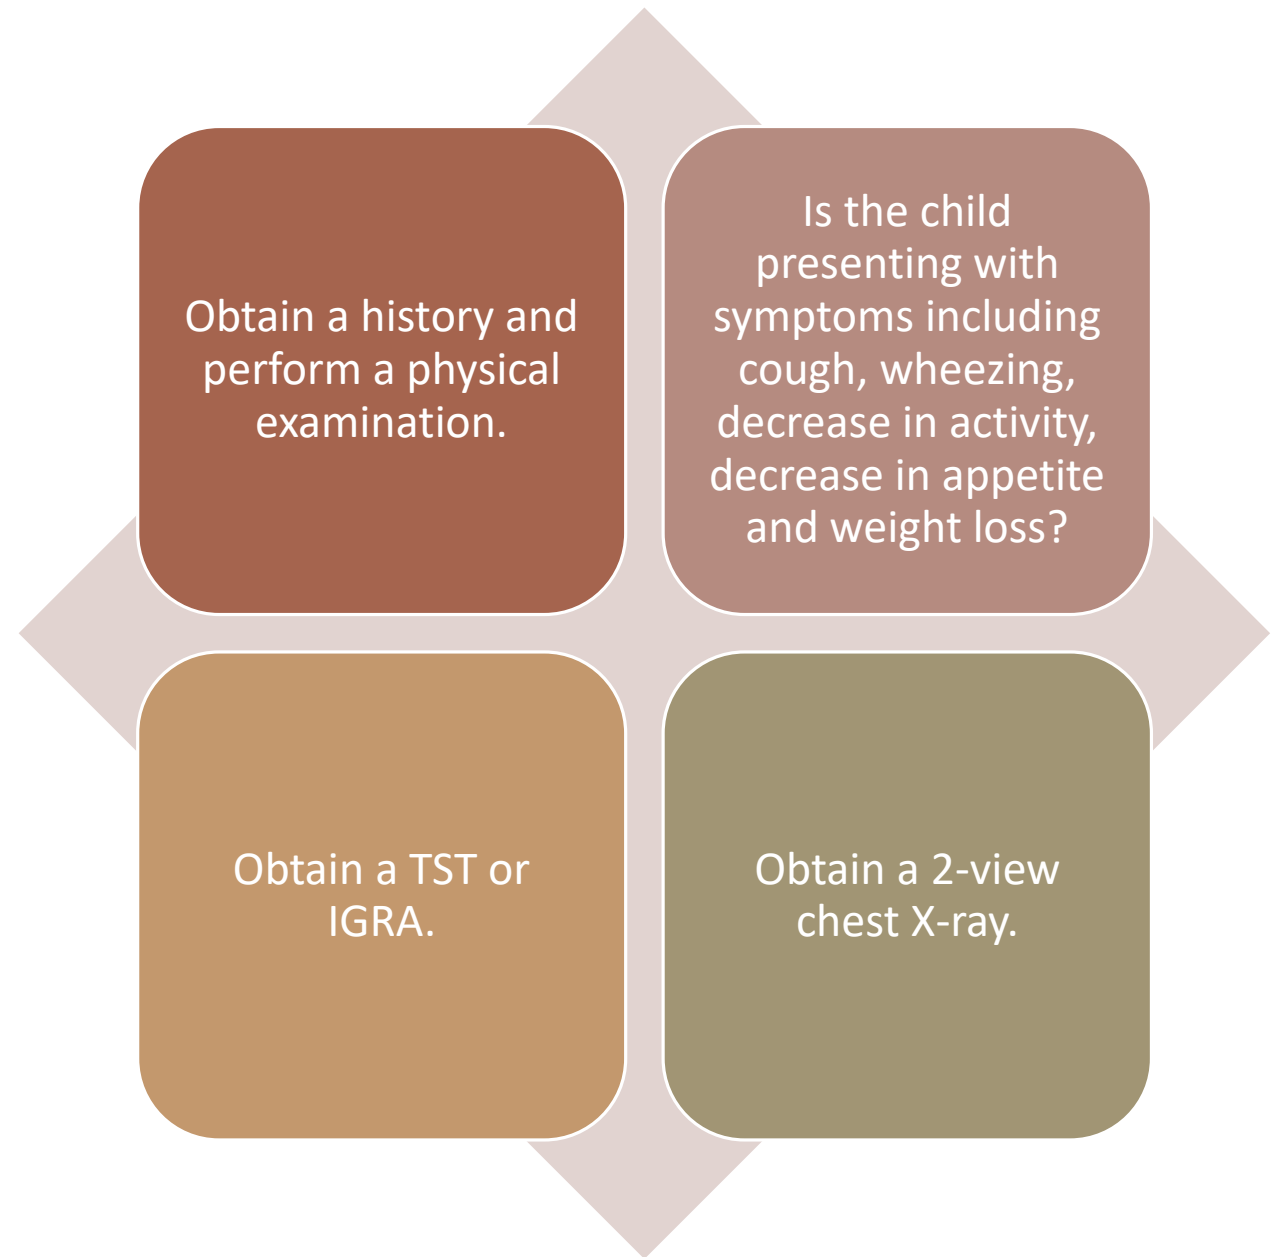 Obtain a history and
perform a physical
examination.
Is the child
presenting with
symptoms including
cough, wheezing,
decrease in activity,
decrease in appetite
and weight loss?
Obtain a TST or
IGRA.
Obtain a 2-view
chest X-ray.